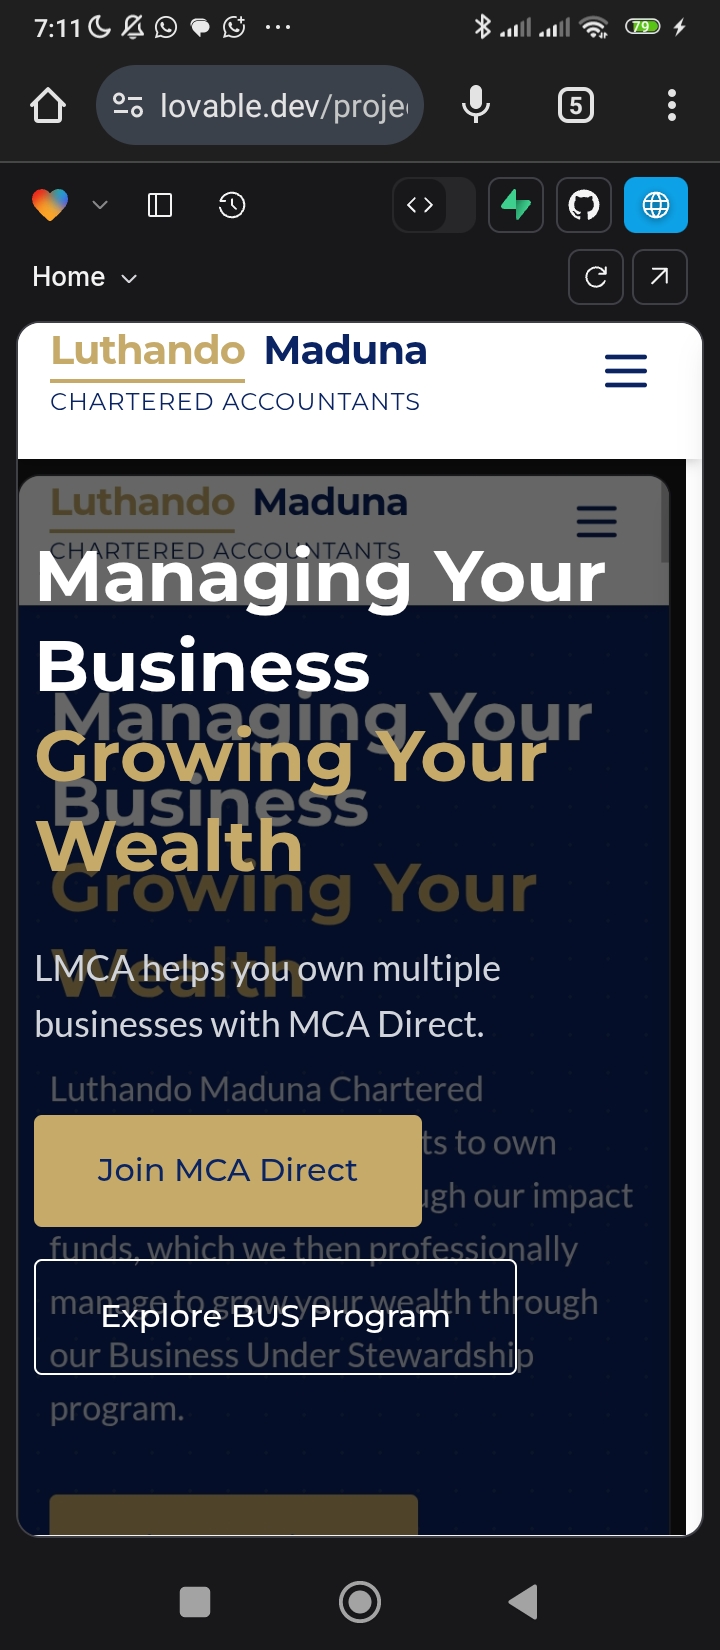 7:11
79
lovable.dev/proje
5
Home
Luthando Maduna
CHARTERED ACCOUNTANTS
Luthando Maduna
CHARTERED ACCOUNTANTS
Managing Your
Business
Managing Your
Growing Your
Business
Wealth
Growing Your
LMCA helps you own multiple
Wealth
businesses with MCA Direct.
Luthando Maduna Chartered
Join MCA Direct
ts to own
ugh our impact
funds, which we then professionally
Explore BUS Program
manage to grow your wealth through
our Business Under Stewardship
program.